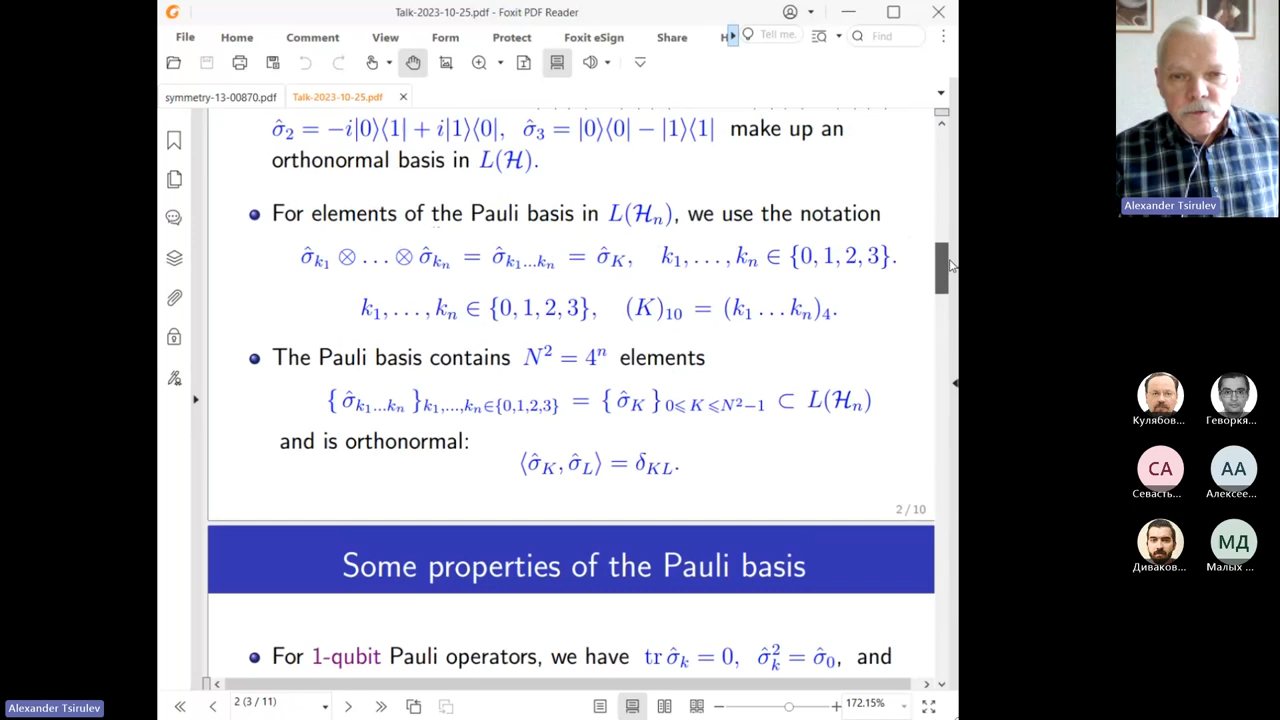 Talk-2023-10-25.pdf - Foxit PDF Reader
File Home Comment View Form Protect Foxit eSign Share H Tell me. Find
symmetry-13-00870.pdf Talk-2023-10-25.pdf
σ̂₂ = −i|0⟩⟨1| + i|1⟩⟨0|, σ̂₃ = |0⟩⟨0| − |1⟩⟨1| make up an
orthonormal basis in L(ℋ).
For elements of the Pauli basis in L(ℋₙ), we use the notation
σ̂_{k₁} ⊗ … ⊗ σ̂_{kₙ} = σ̂_{k₁…kₙ} = σ̂_K, k₁, …, kₙ ∈ {0, 1, 2, 3}.
k₁, …, kₙ ∈ {0, 1, 2, 3}, (K)₁₀ = (k₁ … kₙ)₄.
The Pauli basis contains N² = 4ⁿ elements
{σ̂_{k₁…kₙ}}_{k₁,…,kₙ∈{0,1,2,3}} = {σ̂_K}_{0⩽K⩽N²−1} ⊂ L(ℋₙ)
and is orthonormal:
⟨σ̂_K, σ̂_L⟩ = δ_{KL}.
2 / 10
Some properties of the Pauli basis
For 1-qubit Pauli operators, we have tr σ̂ₖ = 0, σ̂ₖ² = σ̂₀, and
2 (3 / 11)
172.15%
Alexander Tsirulev
Кулябов...
Геворкя...
СА
АА
Севасть...
Алексее...
МД
Диваков...
Малых ...
Alexander Tsirulev